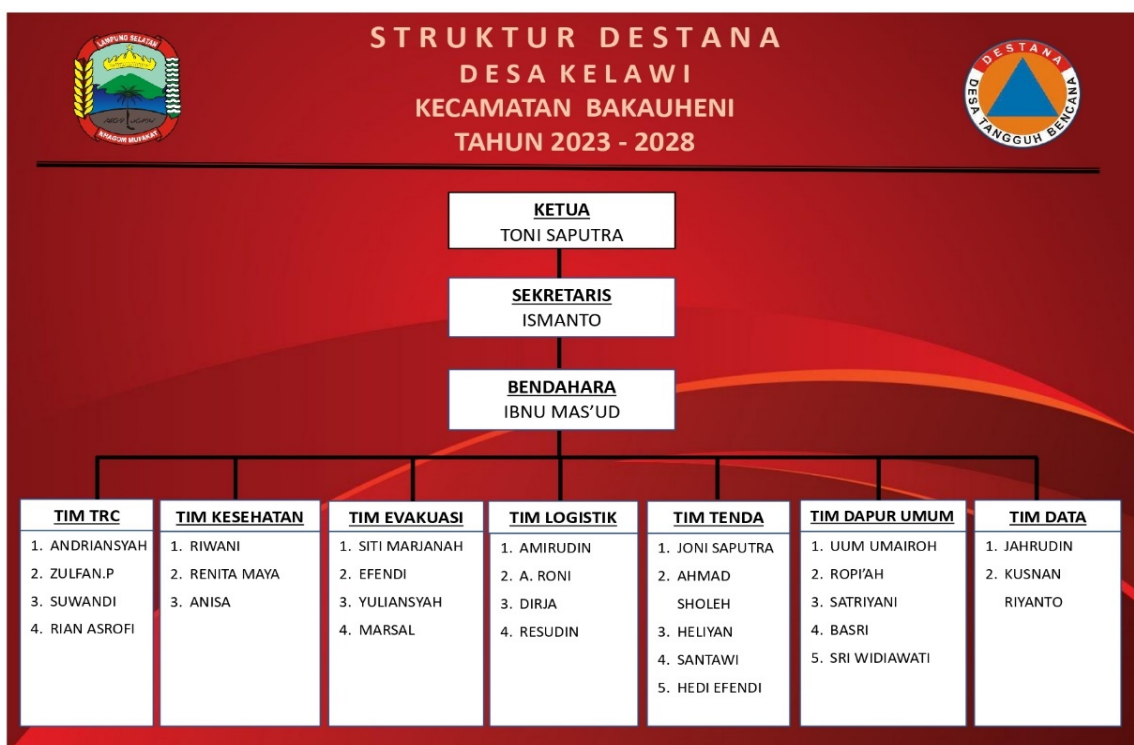 STRUKTUR DESTANA
DESA KELAWI
KECAMATAN BAKAUHENI
TAHUN 2023 - 2028
LAMPUNG SELATAN
KHAGOM MUFAKAT
DESTANA
DESA TANGGUH BENCANA
KETUA
TONI SAPUTRA
SEKRETARIS
ISMANTO
BENDAHARA
IBNU MAS'UD
TIM TRC
1. ANDRIANSYAH
2. ZULFAN.P
3. SUWANDI
4. RIAN ASROFI
TIM KESEHATAN
1. RIWANI
2. RENITA MAYA
3. ANISA
TIM EVAKUASI
1. SITI MARJANAH
2. EFENDI
3. YULIANSYAH
4. MARSAL
TIM LOGISTIK
1. AMIRUDIN
2. A. RONI
3. DIRJA
4. RESUDIN
TIM TENDA
1. JONI SAPUTRA
2. AHMAD
SHOLEH
3. HELIYAN
4. SANTAWI
5. HEDI EFENDI
TIM DAPUR UMUM
1. UUM UMAIROH
2. ROPI'AH
3. SATRIYANI
4. BASRI
5. SRI WIDIAWATI
TIM DATA
1. JAHRUDIN
2. KUSNAN
RIYANTO